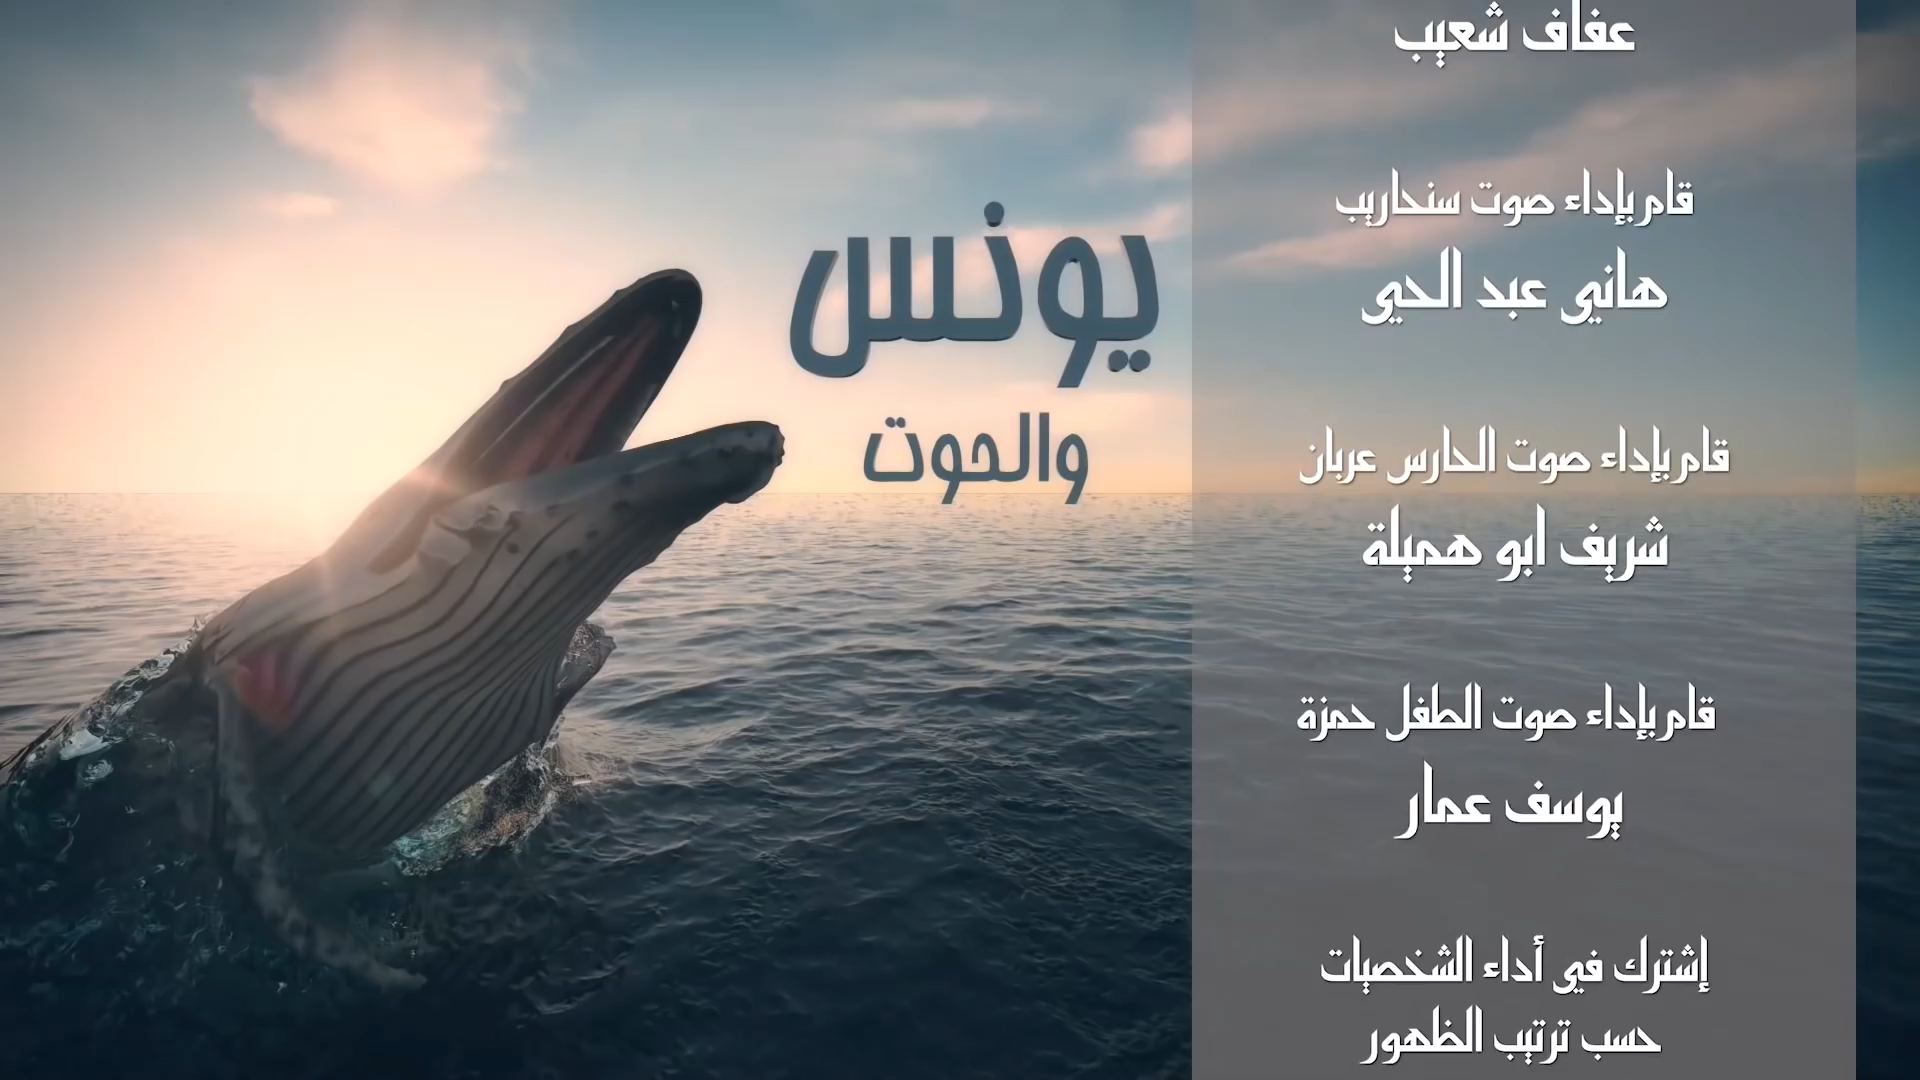 يونس
والحوت
عفاف شعيب
قام بإداء صوت سنحاريب
هاني عبد الحي
قام بإداء صوت الحارس عربان
شريف ابو هميلة
قام بإداء صوت الطفل حمزة
يوسف عمار
إشترك في أداء الشخصيات
حسب ترتيب الظهور